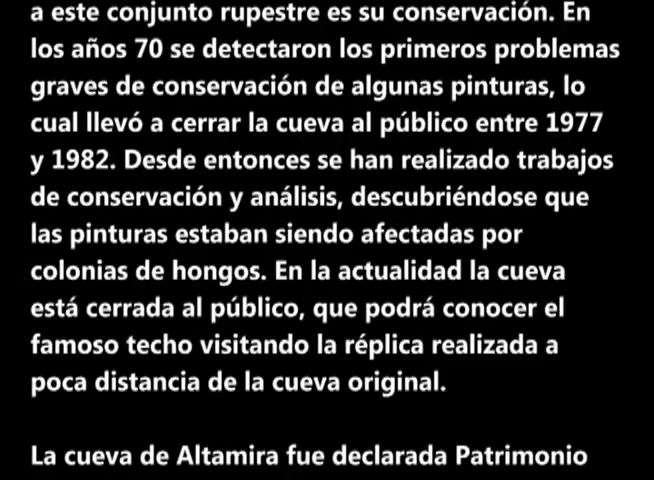 a este conjunto rupestre es su conservación. En
los años 70 se detectaron los primeros problemas
graves de conservación de algunas pinturas, lo
cual llevó a cerrar la cueva al público entre 1977
y 1982. Desde entonces se han realizado trabajos
de conservación y análisis, descubriéndose que
las pinturas estaban siendo afectadas por
colonias de hongos. En la actualidad la cueva
está cerrada al público, que podrá conocer el
famoso techo visitando la réplica realizada a
poca distancia de la cueva original.
La cueva de Altamira fue declarada Patrimonio